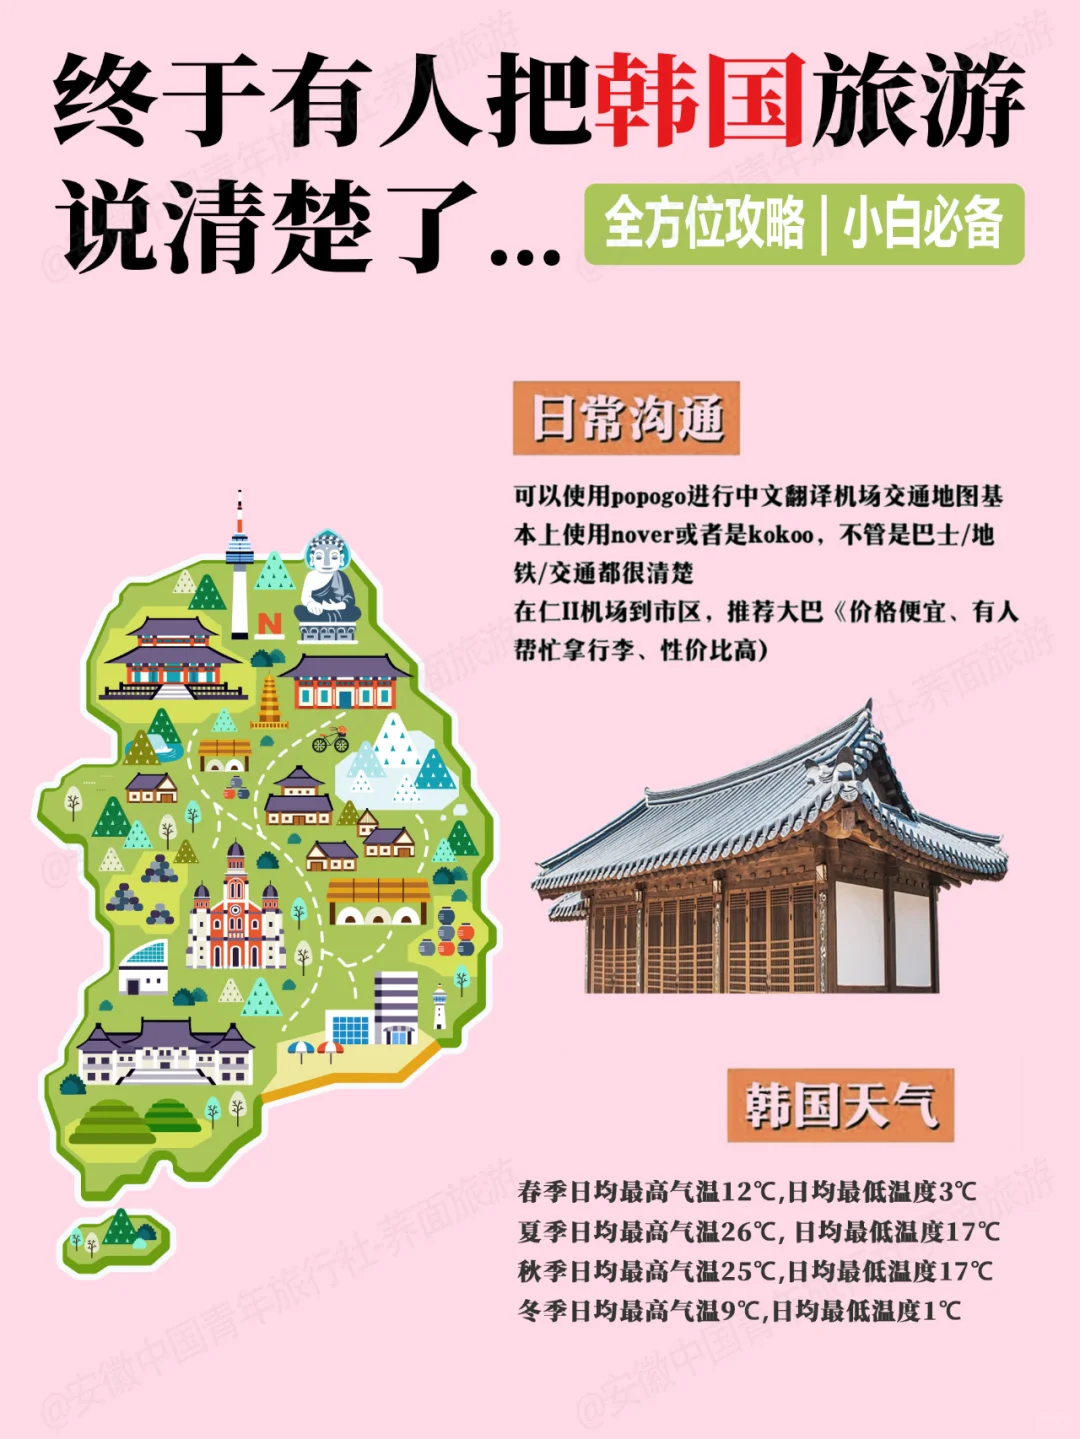 终于有人把韩国旅游
说清楚了...
全方位攻略|小白必备
日常沟通
可以使用popogo进行中文翻译机场交通地图基
本上使用nover或者是kokoo，不管是巴士/地
铁/交通都很清楚
在仁II机场到市区，推荐大巴《价格便宜、有人
帮忙拿行李、性价比高）
N
韩国天气
春季日均最高气温12℃,日均最低温度3℃
夏季日均最高气温26℃, 日均最低温度17℃
秋季日均最高气温25℃,日均最低温度17℃
冬季日均最高气温9℃,日均最低温度1℃
@安徽中国青年旅行社-荞面旅游